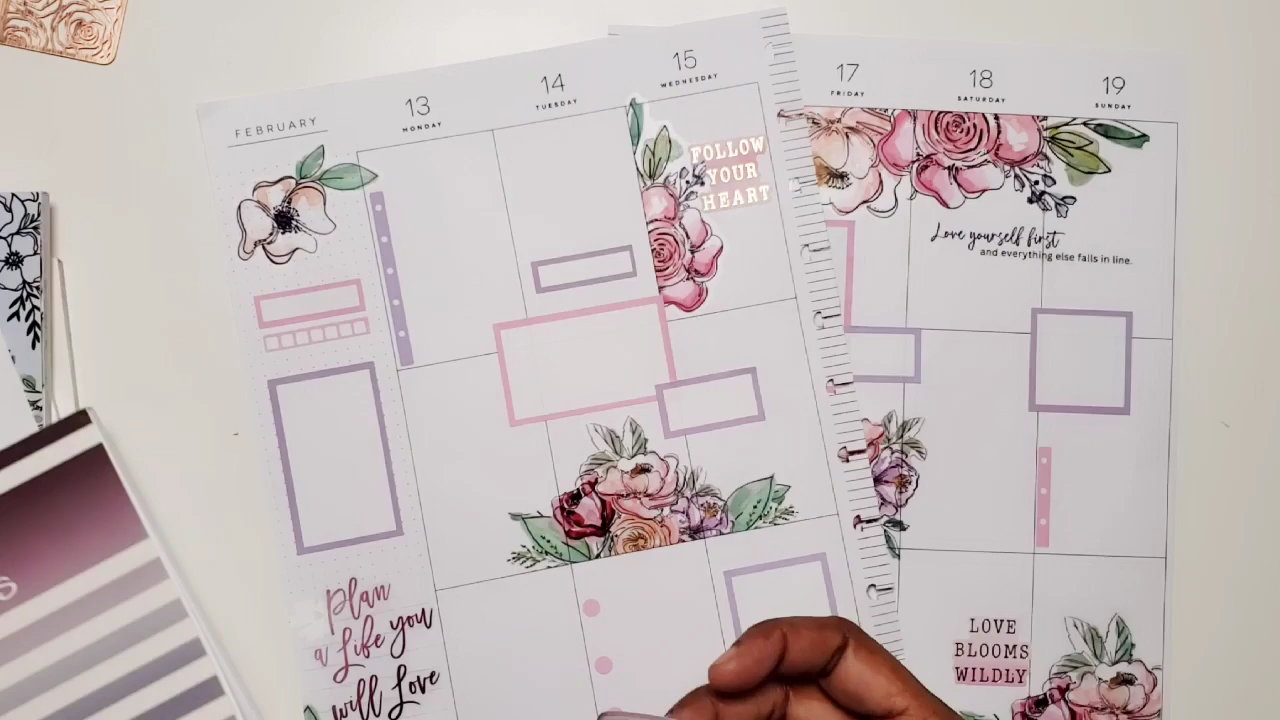 FEBRUARY
13
MONDAY
14
TUESDAY
15
WEDNESDAY
17
FRIDAY
18
SATURDAY
19
SUNDAY
FOLLOW
YOUR
HEART
Love yourself first
and everything else falls in line.
Plan
a Life you
will Love
LOVE
BLOOMS
WILDLY